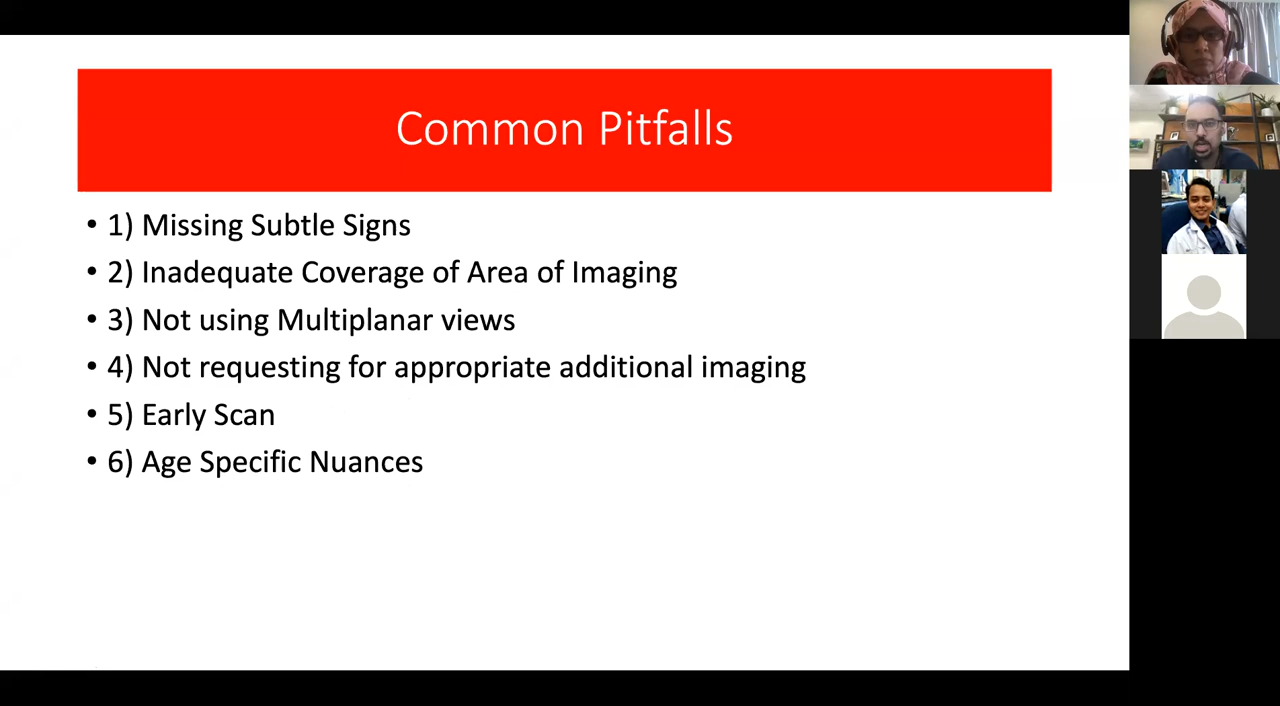 Common Pitfalls
• 1) Missing Subtle Signs
• 2) Inadequate Coverage of Area of Imaging
• 3) Not using Multiplanar views
• 4) Not requesting for appropriate additional imaging
• 5) Early Scan
• 6) Age Specific Nuances